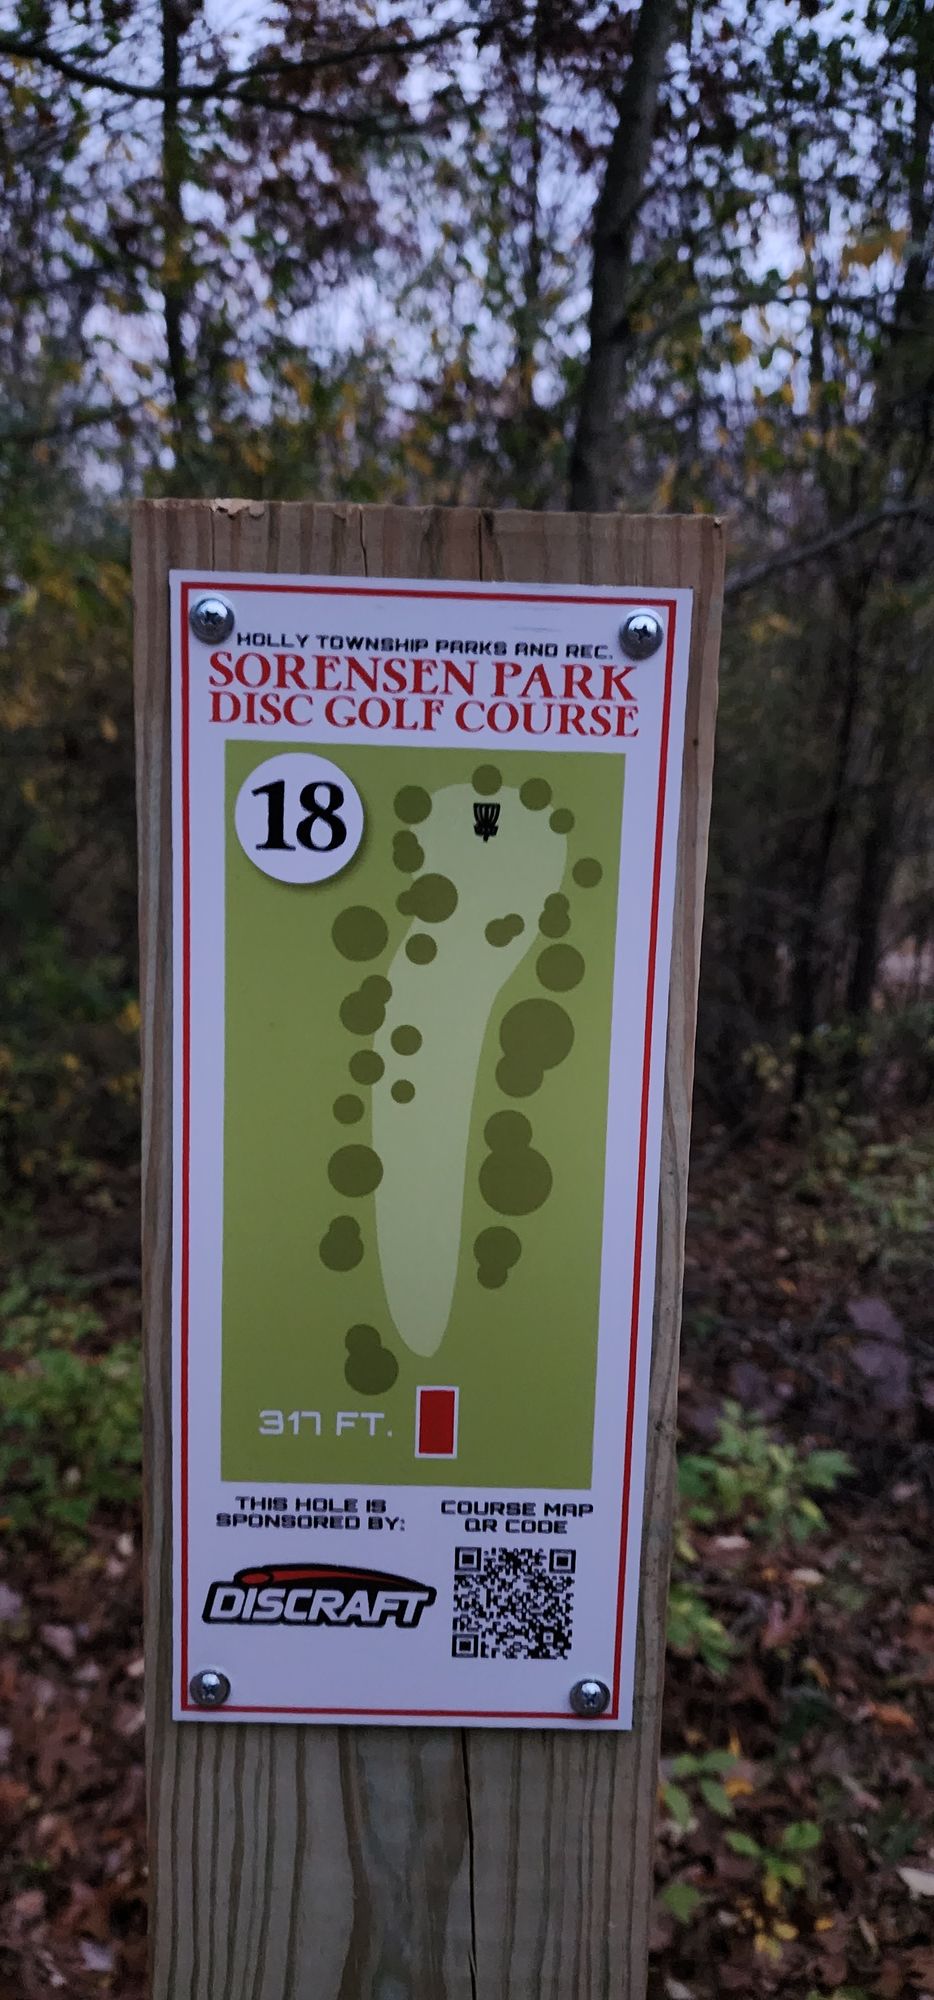 HOLLY TOWNSHIP PARKS AND REC.
SORENSEN PARK
DISC GOLF COURSE
18
317 FT.
THIS HOLE IS
SPONSORED BY:
DISCRAFT
COURSE MAP
QR CODE